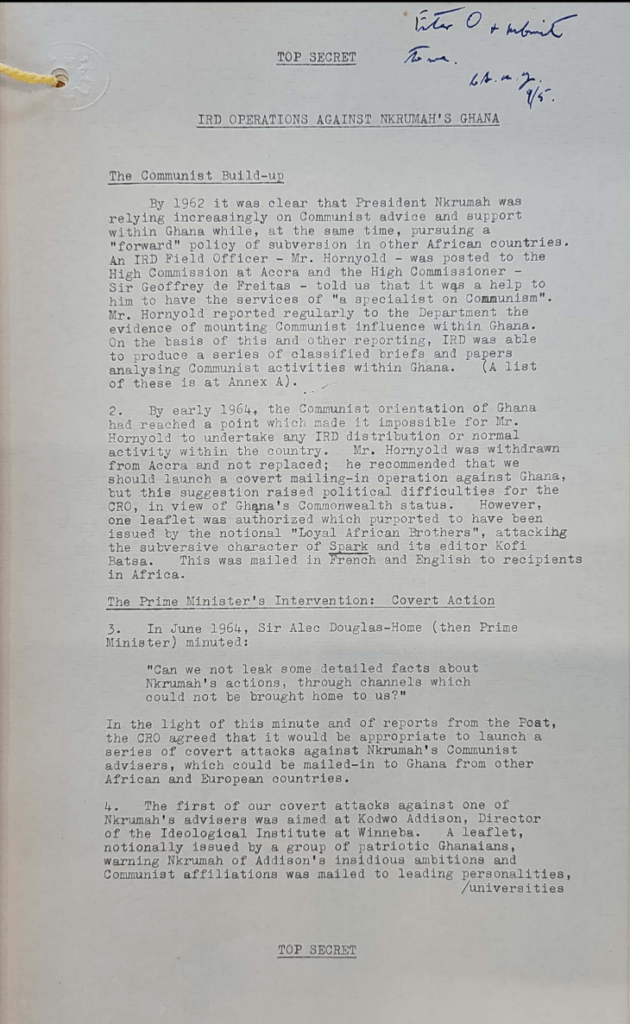 TOP SECRET
9/5.
IRD OPERATIONS AGAINST NKRUMAH'S GHANA
The Communist Build-up
By 1962 it was clear that President Nkrumah was
relying increasingly on Communist advice and support
within Ghana while, at the same time, pursuing a
"forward" policy of subversion in other African countries.
An IRD Field Officer - Mr. Hornyold - was posted to the
High Commission at Accra and the High Commissioner -
Sir Geoffrey de Freitas - told us that it was a help to
him to have the services of "a specialist on Communism".
Mr. Hornyold reported regularly to the Department the
evidence of mounting Communist influence within Ghana.
On the basis of this and other reporting, IRD was able
to produce a series of classified briefs and papers
analysing Communist activities within Ghana. (A list
of these is at Annex A).
2. By early 1964, the Communist orientation of Ghana
had reached a point which made it impossible for Mr.
Hornyold to undertake any IRD distribution or normal
activity within the country. Mr. Hornyold was withdrawn
from Accra and not replaced; he recommended that we
should launch a covert mailing-in operation against Ghana,
but this suggestion raised political difficulties for the
CRO, in view of Ghana's Commonwealth status. However,
one leaflet was authorized which purported to have been
issued by the notional "Loyal African Brothers", attacking
the subversive character of Spark and its editor Kofi
Batsa. This was mailed in French and English to recipients
in Africa.
The Prime Minister's Intervention: Covert Action
3. In June 1964, Sir Alec Douglas-Home (then Prime
Minister) minuted:
"Can we not leak some detailed facts about
Nkrumah's actions, through channels which
could not be brought home to us?"
In the light of this minute and of reports from the Post,
the CRO agreed that it would be appropriate to launch a
series of covert attacks against Nkrumah's Communist
advisers, which could be mailed-in to Ghana from other
African and European countries.
4. The first of our covert attacks against one of
Nkrumah's advisers was aimed at Kodwo Addison, Director
of the Ideological Institute at Winneba. A leaflet,
notionally issued by a group of patriotic Ghanaians,
warning Nkrumah of Addison's insidious ambitions and
Communist affiliations was mailed to leading personalities,
/universities
TOP SECRET